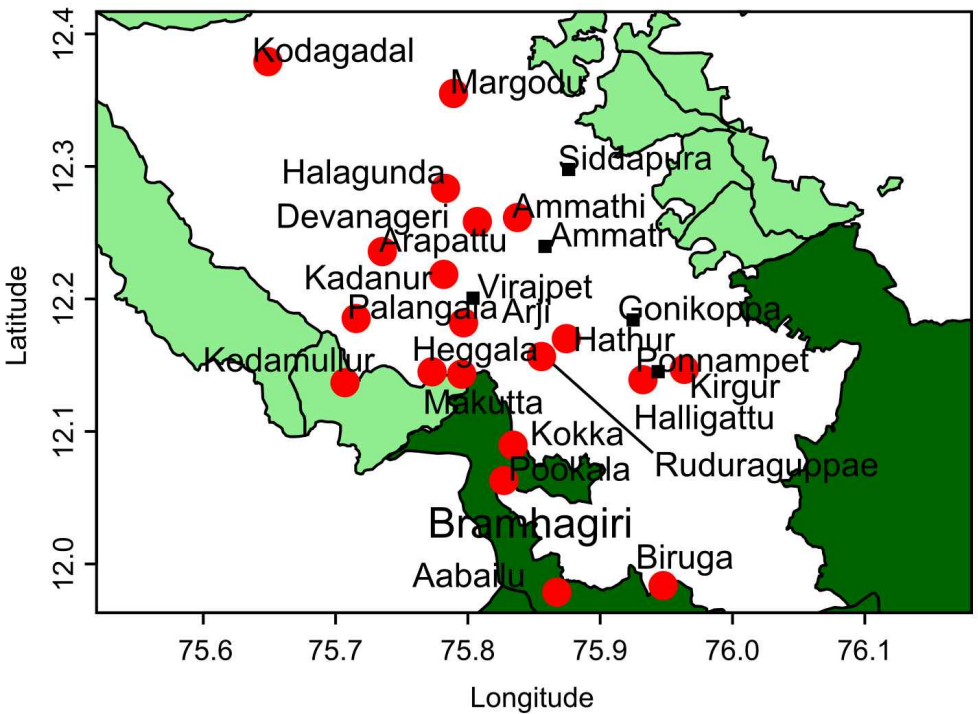 12.4
Kodagadal
Margodu
12.3
Siddapura
Halagunda
Devanageri
Ammathi
Arapattu
Ammati
Kadanur
12.2
Virajpet
Palangala
Arji
Gonikoppa
Latitude
Hathur
Heggala
Kodamullur
Ponnampet
Kirgur
Makutta
12.1
Halligattu
Kokka
Ruduraguppae
Pookala
Bramhagiri
12.0
Biruga
Aabailu
75.6 75.7 75.8 75.9 76.0 76.1
Longitude